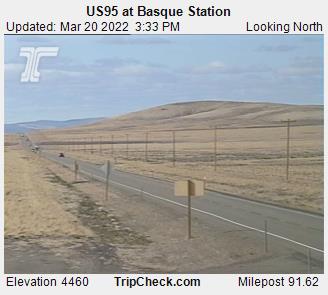 US95 at Basque Station
Updated: Mar 20 2022 3:33 PM Looking North
Elevation 4460 TripCheck.com Milepost 91.62